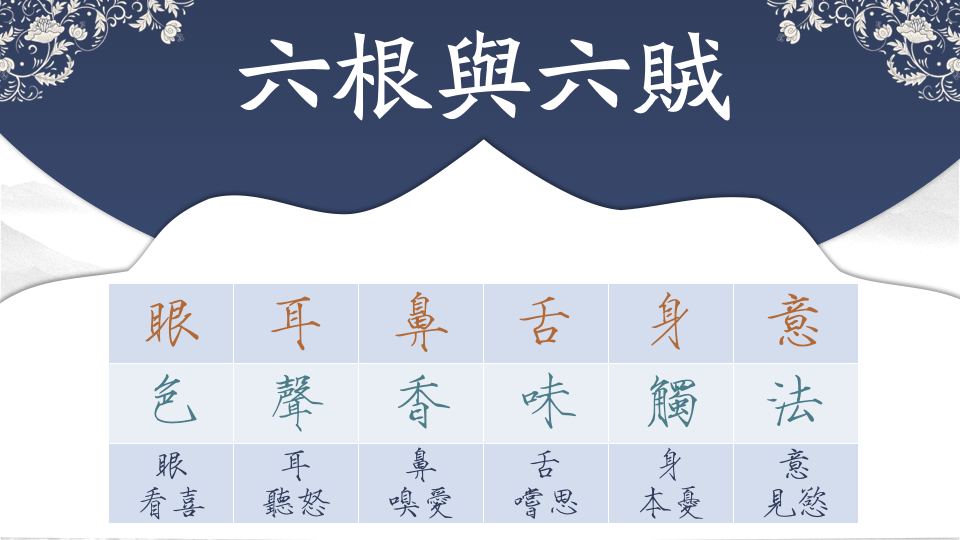 六根與六賊
眼 耳 鼻 舌 身 意
色 聲 香 味 觸 法
眼 耳 鼻 舌 身 意
看喜 聽怒 嗅愛 嚐思 本憂 見慾